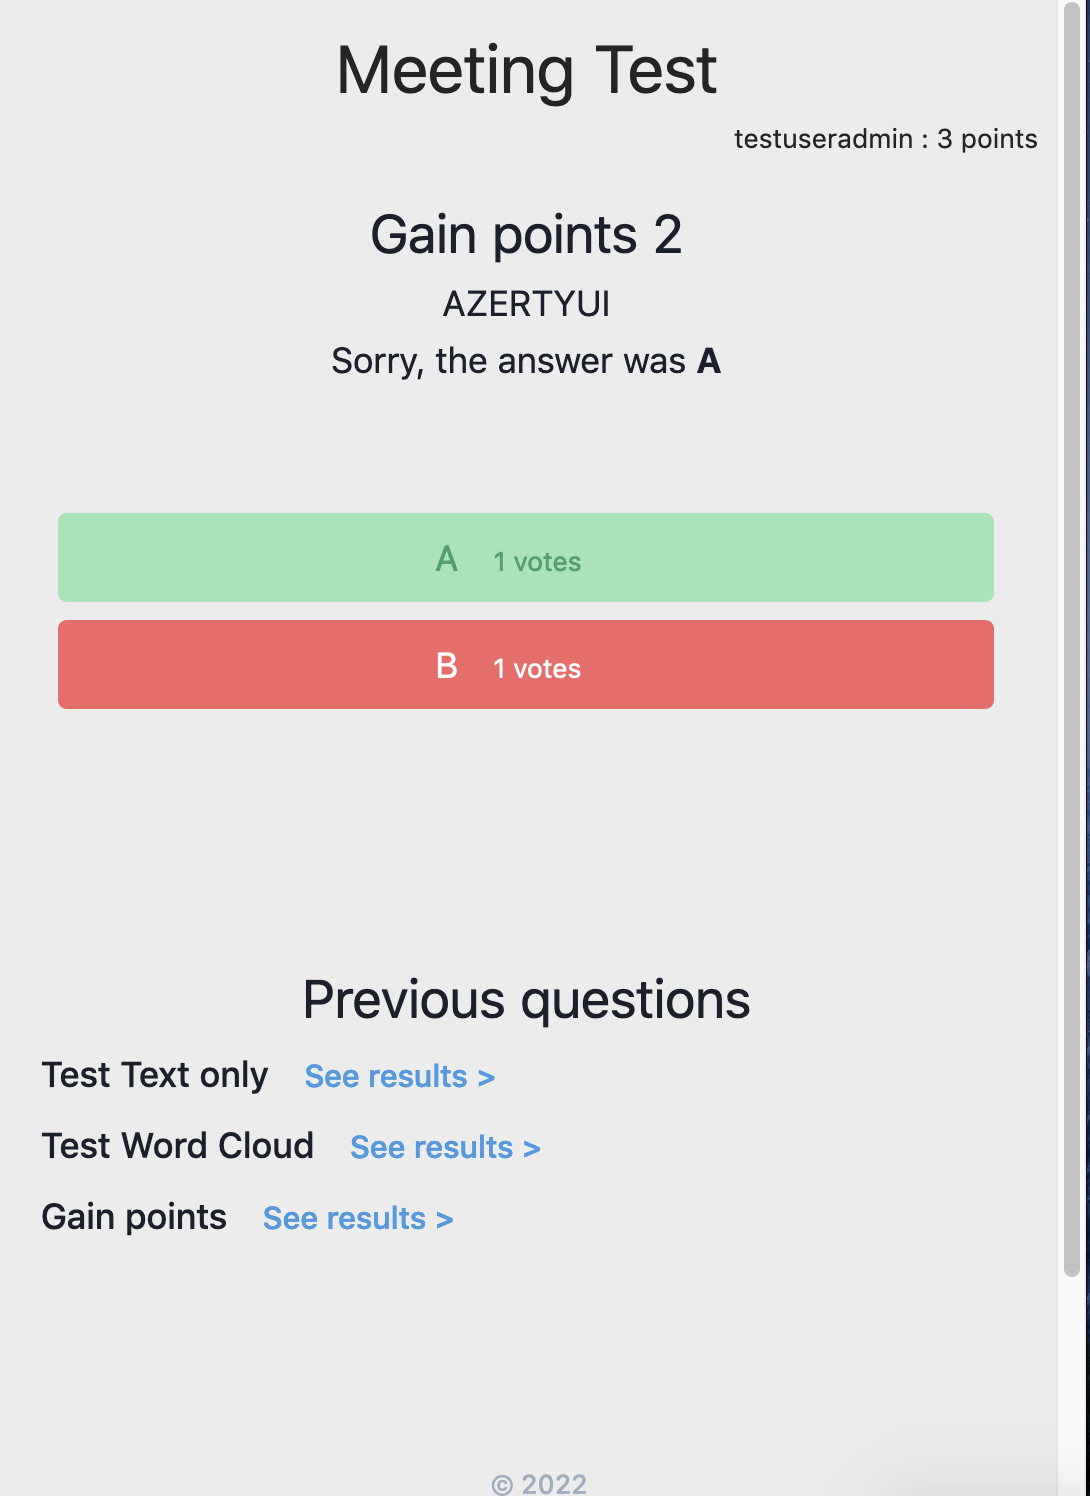 Meeting Test
testuseradmin : 3 points
Gain points 2
AZERTYUI
Sorry, the answer was A
A 1 votes
B 1 votes
Previous questions
Test Text only See results >
Test Word Cloud See results >
Gain points See results >
© 2022